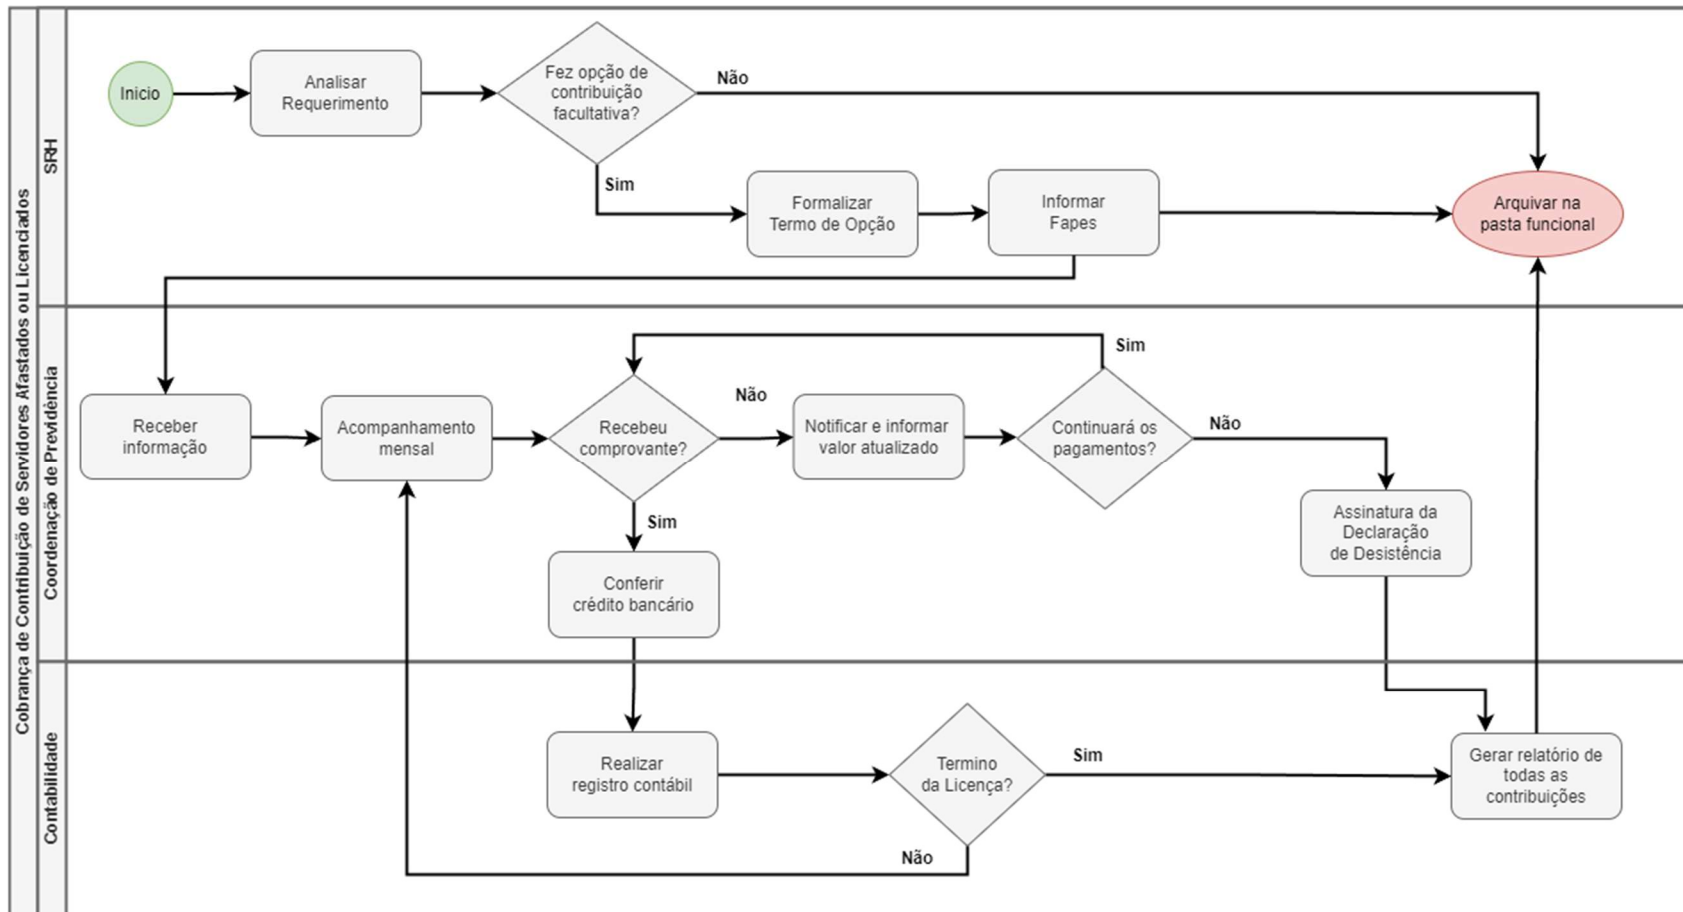 Cobrança de Contribuição de Servidores Afastados ou Licenciados
SRH
Inicio
Analisar
Requerimento
Fez opção de
contribuição
facultativa?
Não
Sim
Formalizar
Termo de Opção
Informar
Fapes
Arquivar na
pasta funcional
Coordenação de Previdência
Receber
informação
Acompanhamento
mensal
Recebeu
comprovante?
Não
Notificar e informar
valor atualizado
Continuará os
pagamentos?
Sim
Não
Assinatura da
Declaração
de Desistência
Sim
Conferir
crédito bancário
Contabilidade
Realizar
registro contábil
Termino
da Licença?
Sim
Não
Gerar relatório de
todas as
contribuições